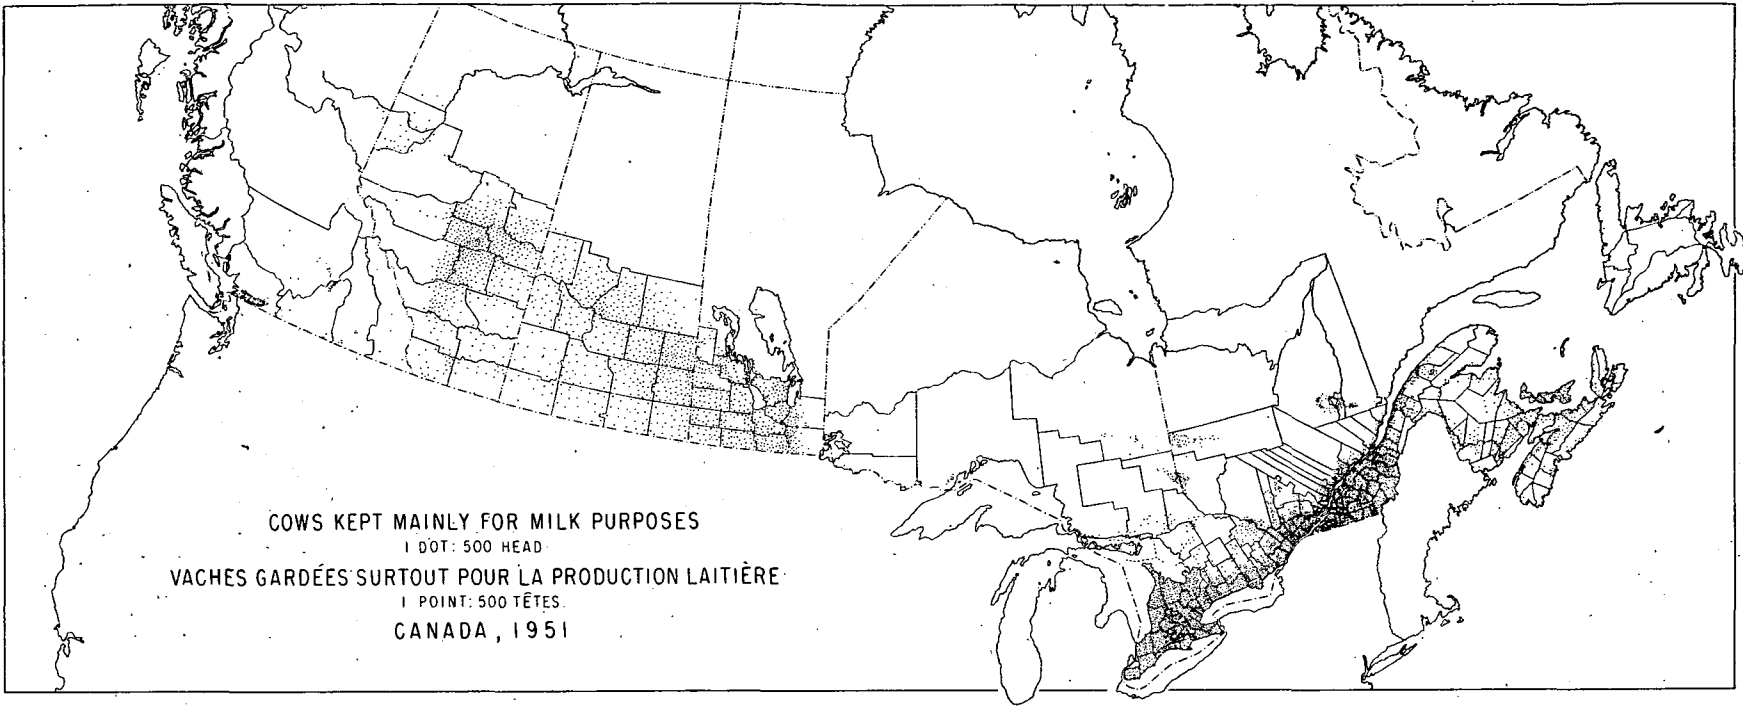 COWS KEPT MAINLY FOR MILK PURPOSES
1 DOT: 500 HEAD
VACHES GARDÉES SURTOUT POUR LA PRODUCTION LAITIÈRE
1 POINT: 500 TÊTES.
CANADA, 1951